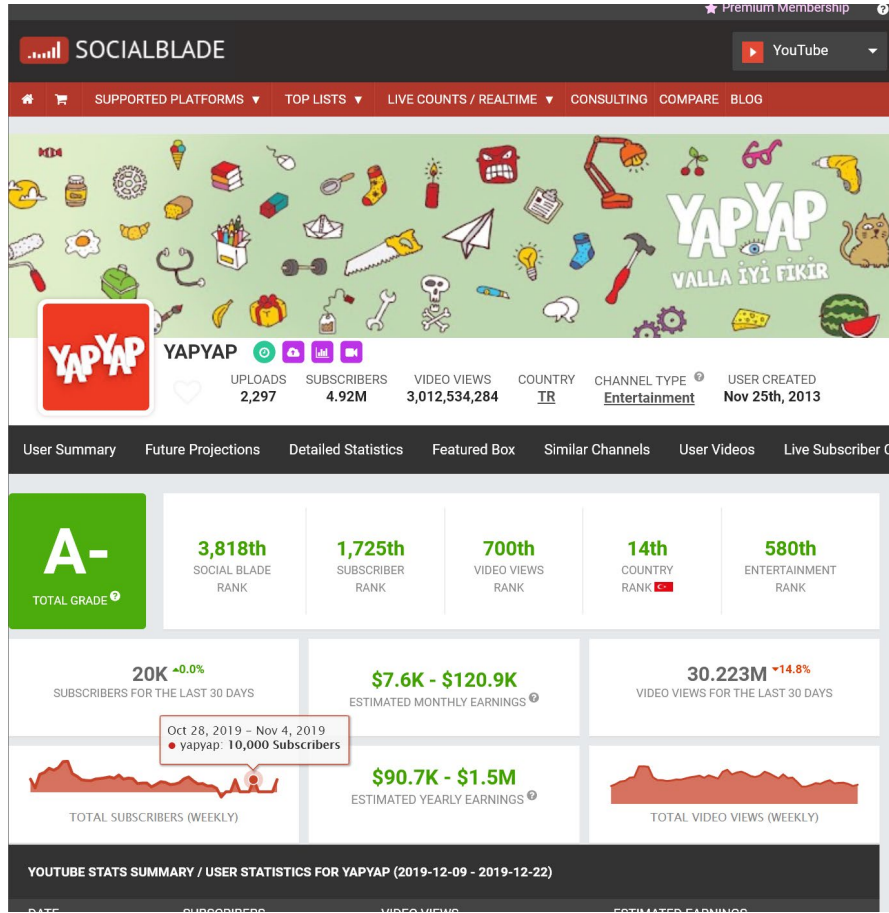 Premium Membership
SOCIALBLADE
YouTube
SUPPORTED PLATFORMS ▼ TOP LISTS ▼ LIVE COUNTS / REALTIME ▼ CONSULTING COMPARE BLOG
YAPYAP
VALLA İYİ FİKİR
YAPYAP
YAPYAP
UPLOADS SUBSCRIBERS VIDEO VIEWS COUNTRY CHANNEL TYPE USER CREATED
2,297 4.92M 3,012,534,284 TR Entertainment Nov 25th, 2013
User Summary Future Projections Detailed Statistics Featured Box Similar Channels User Videos Live Subscriber C
A-
TOTAL GRADE
3,818th 1,725th 700th 14th 580th
SOCIAL BLADE SUBSCRIBER VIDEO VIEWS COUNTRY ENTERTAINMENT
RANK RANK RANK RANK RANK
20K 0.0%
SUBSCRIBERS FOR THE LAST 30 DAYS
$7.6K - $120.9K
ESTIMATED MONTHLY EARNINGS
30.223M 14.8%
VIDEO VIEWS FOR THE LAST 30 DAYS
Oct 28, 2019 – Nov 4, 2019
yapyap: 10,000 Subscribers
TOTAL SUBSCRIBERS (WEEKLY)
$90.7K - $1.5M
ESTIMATED YEARLY EARNINGS
TOTAL VIDEO VIEWS (WEEKLY)
YOUTUBE STATS SUMMARY / USER STATISTICS FOR YAPYAP (2019-12-09 - 2019-12-22)
DATE SUBSCRIBERS VIDEO VIEWS ESTIMATED EARNINGS